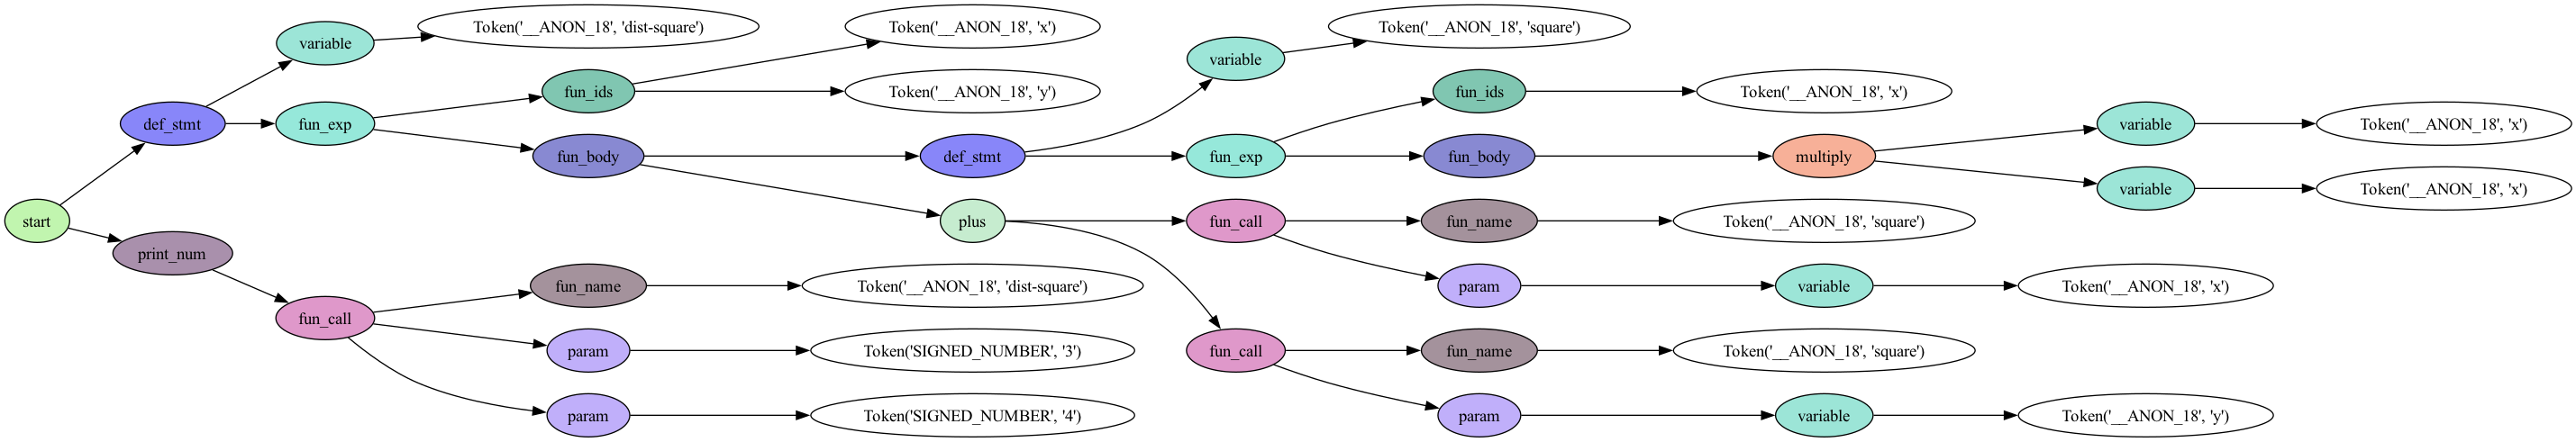 Token('__ANON_18', 'dist-square')
Token('__ANON_18', 'x')
Token('__ANON_18', 'square')
variable
variable
fun_ids
Token('__ANON_18', 'y')
fun_ids
Token('__ANON_18', 'x')
def_stmt
fun_exp
variable
Token('__ANON_18', 'x')
fun_body
def_stmt
fun_exp
fun_body
multiply
variable
Token('__ANON_18', 'x')
start
plus
fun_call
fun_name
Token('__ANON_18', 'square')
print_num
fun_name
Token('__ANON_18', 'dist-square')
param
variable
Token('__ANON_18', 'x')
fun_call
param
Token('SIGNED_NUMBER', '3')
fun_call
fun_name
Token('__ANON_18', 'square')
param
Token('SIGNED_NUMBER', '4')
param
variable
Token('__ANON_18', 'y')